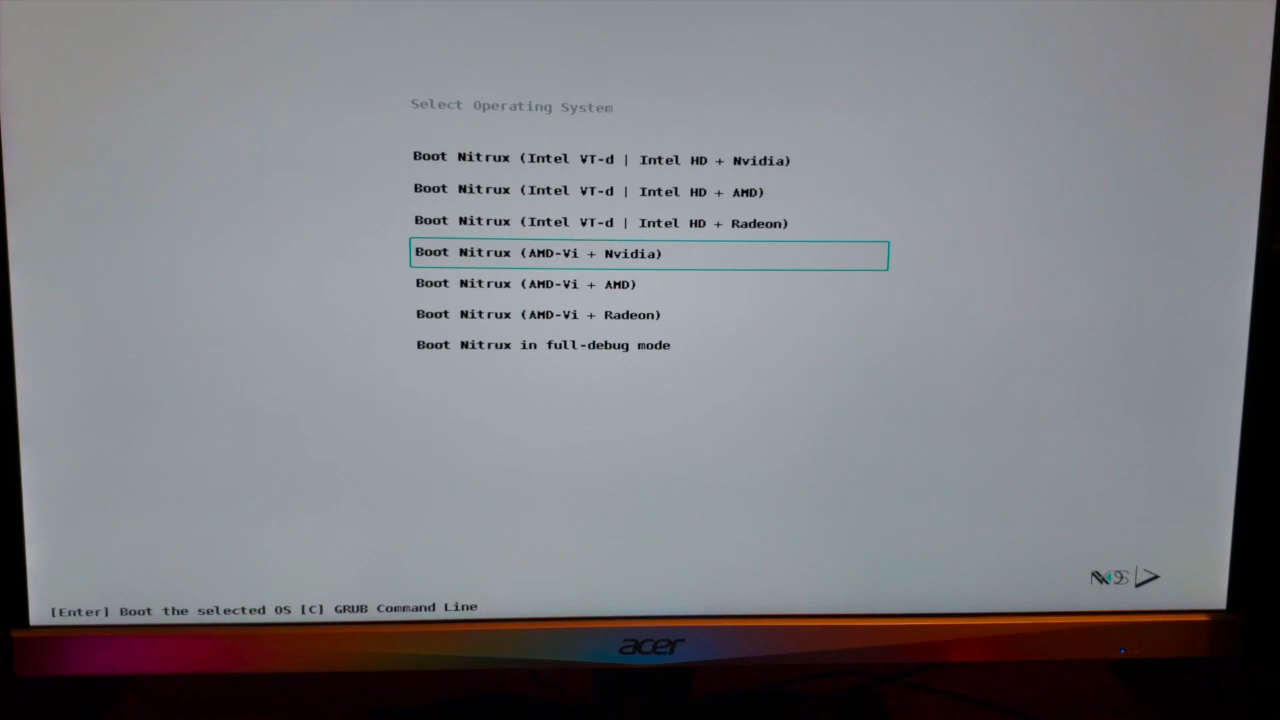 Select Operating System
Boot Nitrux (Intel VT-d | Intel HD + Nvidia)
Boot Nitrux (Intel VT-d | Intel HD + AMD)
Boot Nitrux (Intel VT-d | Intel HD + Radeon)
Boot Nitrux (AMD-Vi + Nvidia)
Boot Nitrux (AMD-Vi + AMD)
Boot Nitrux (AMD-Vi + Radeon)
Boot Nitrux in full-debug mode
[Enter] Boot the selected OS [C] GRUB Command Line
acer